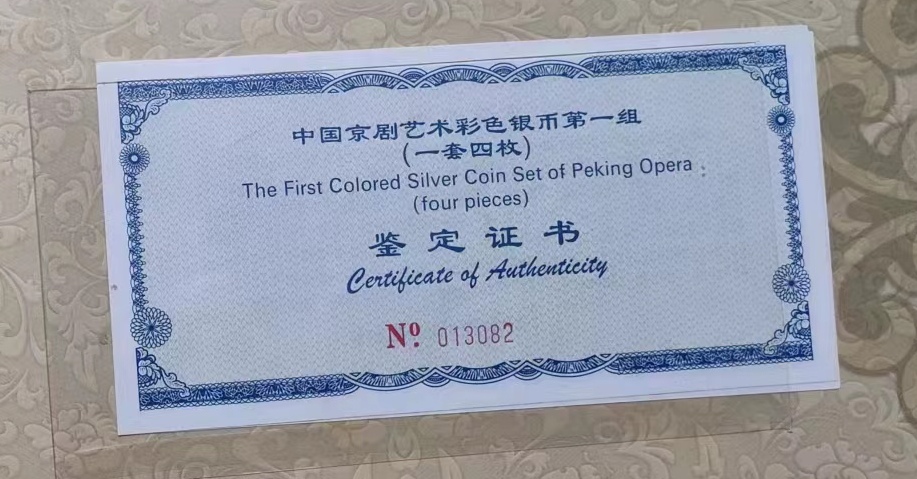 中国京剧艺术彩色银币第一组
(一套四枚)
The First Colored Silver Coin Set of Peking Opera
(four pieces)
鉴定证书
Certificate of Authenticity
Nº 013082